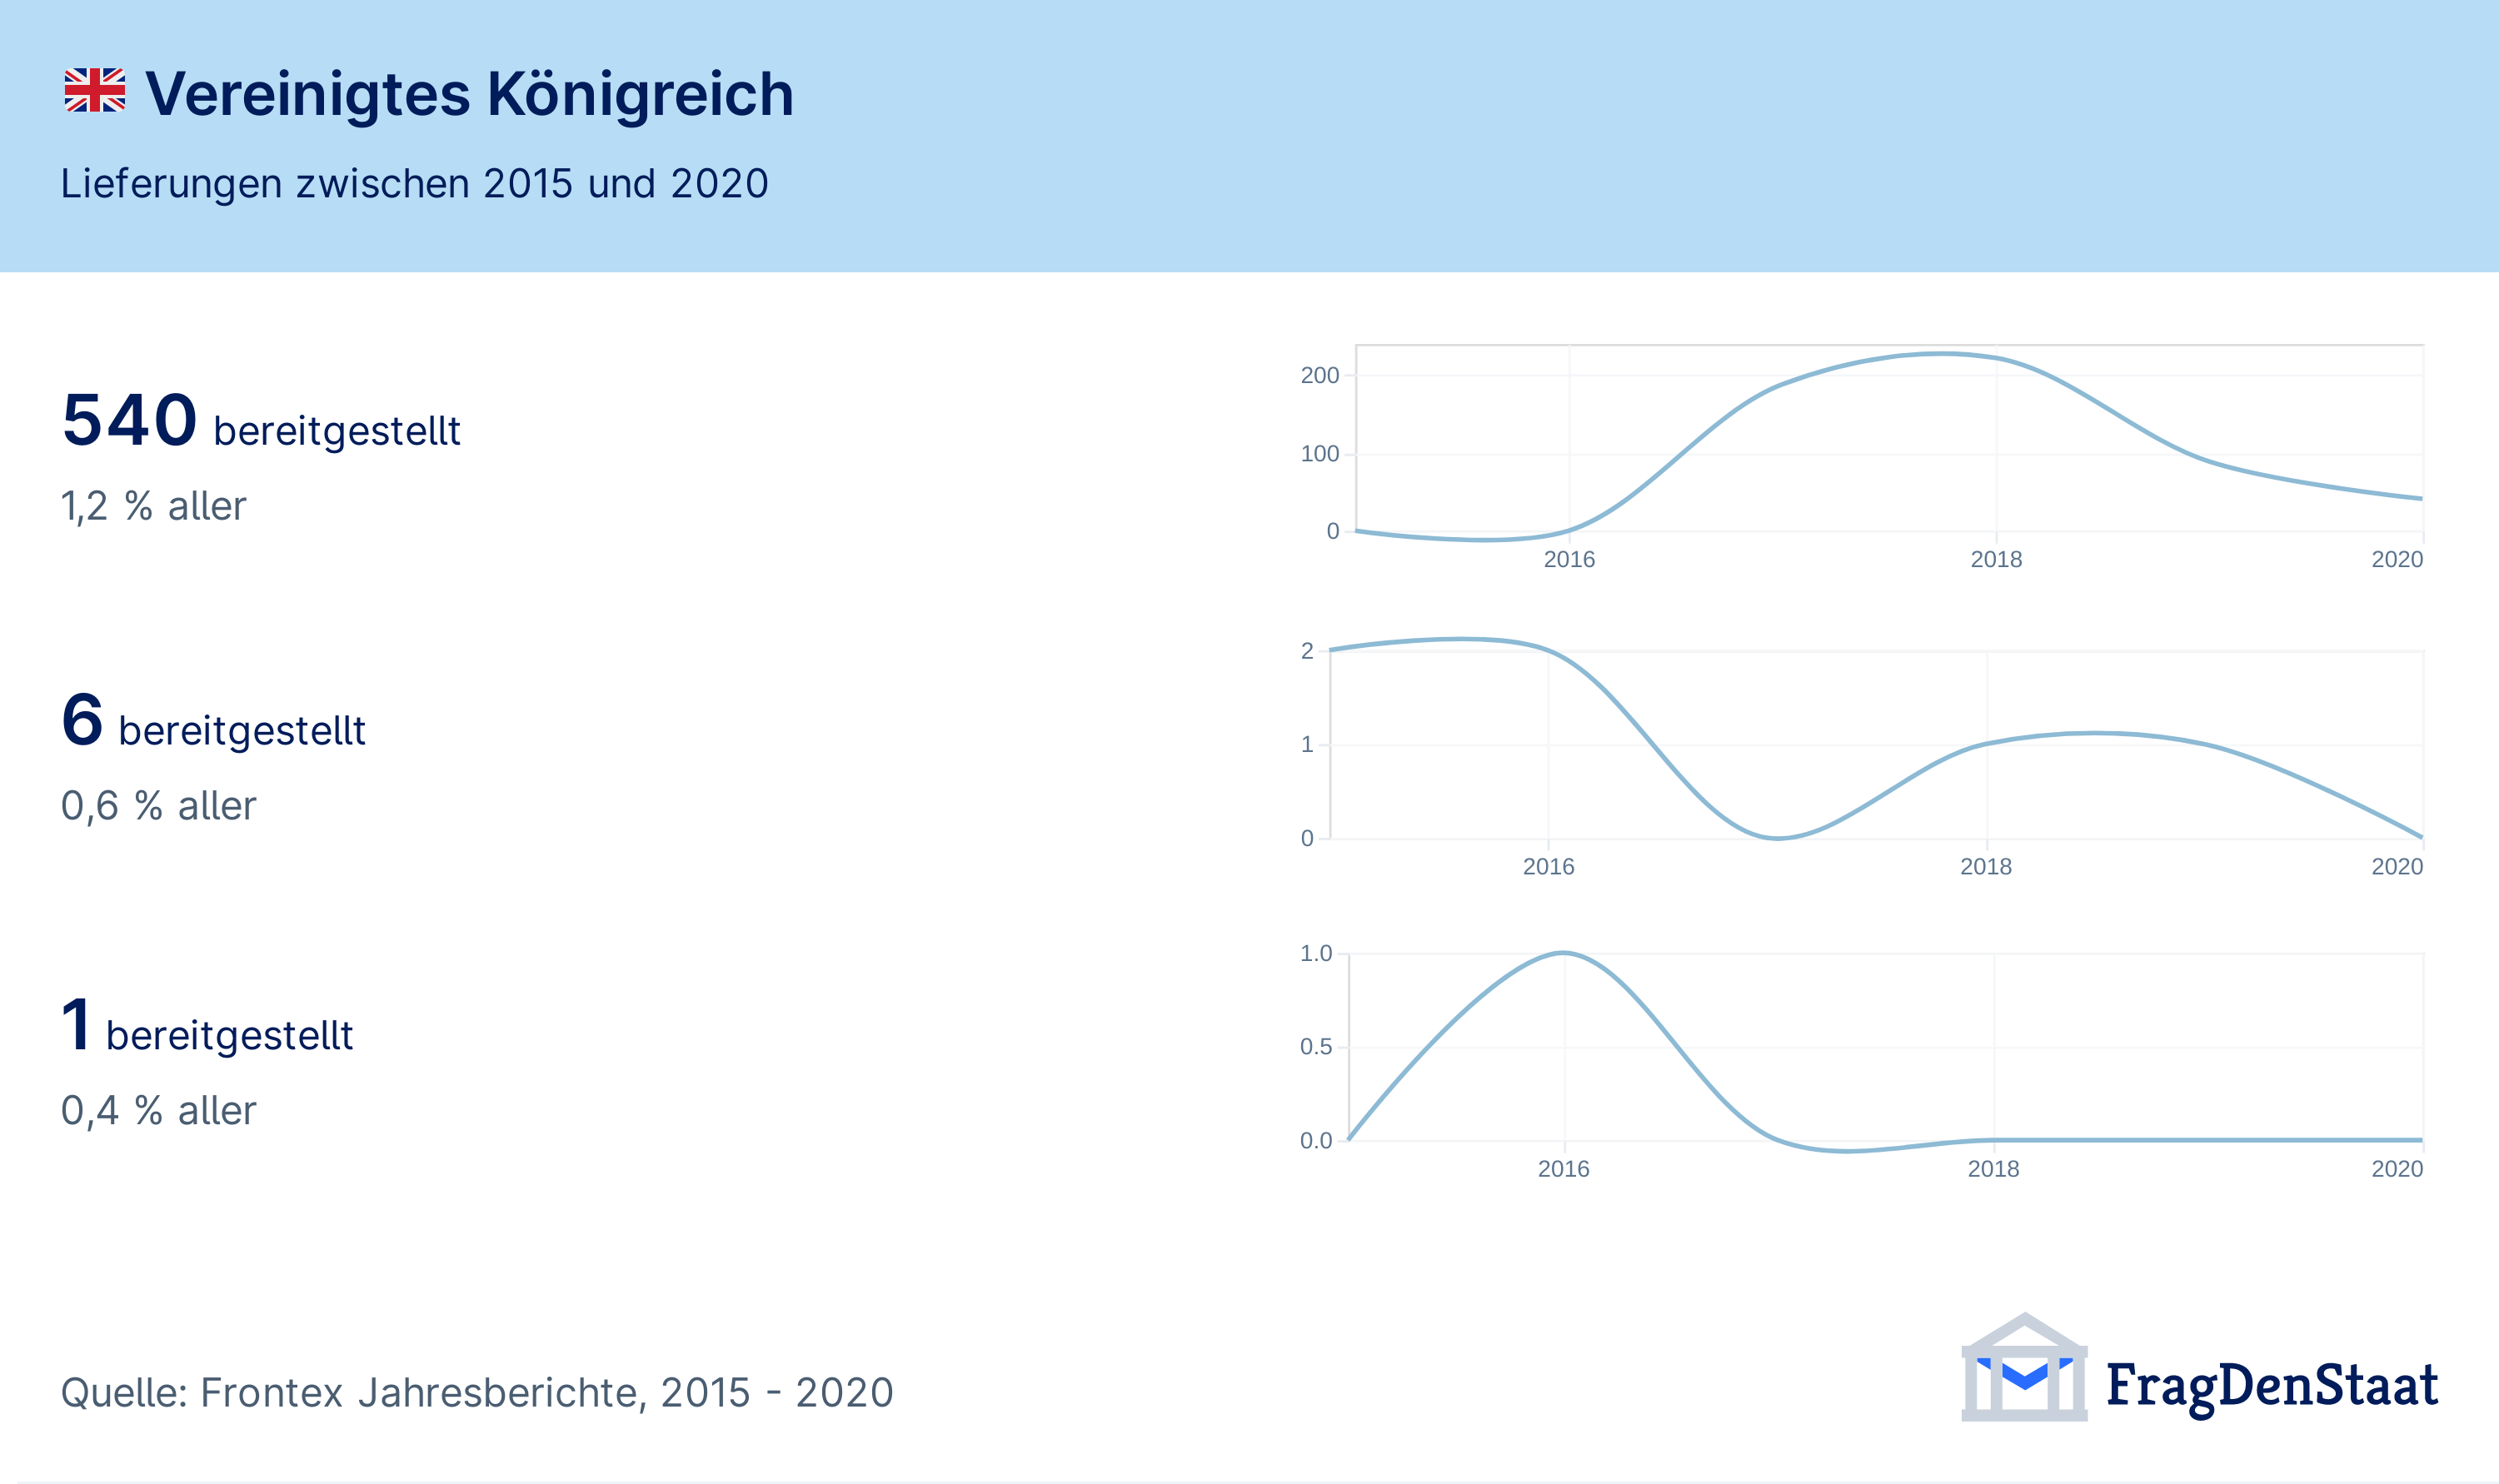 Vereinigtes Königreich
Lieferungen zwischen 2015 und 2020
540 bereitgestellt
1,2 % aller
200
100
0
2016 2018 2020
6 bereitgestellt
0,6 % aller
2
1
0
2016 2018 2020
1 bereitgestellt
0,4 % aller
1.0
0.5
0.0
2016 2018 2020
Quelle: Frontex Jahresberichte, 2015 - 2020
FragDenStaat